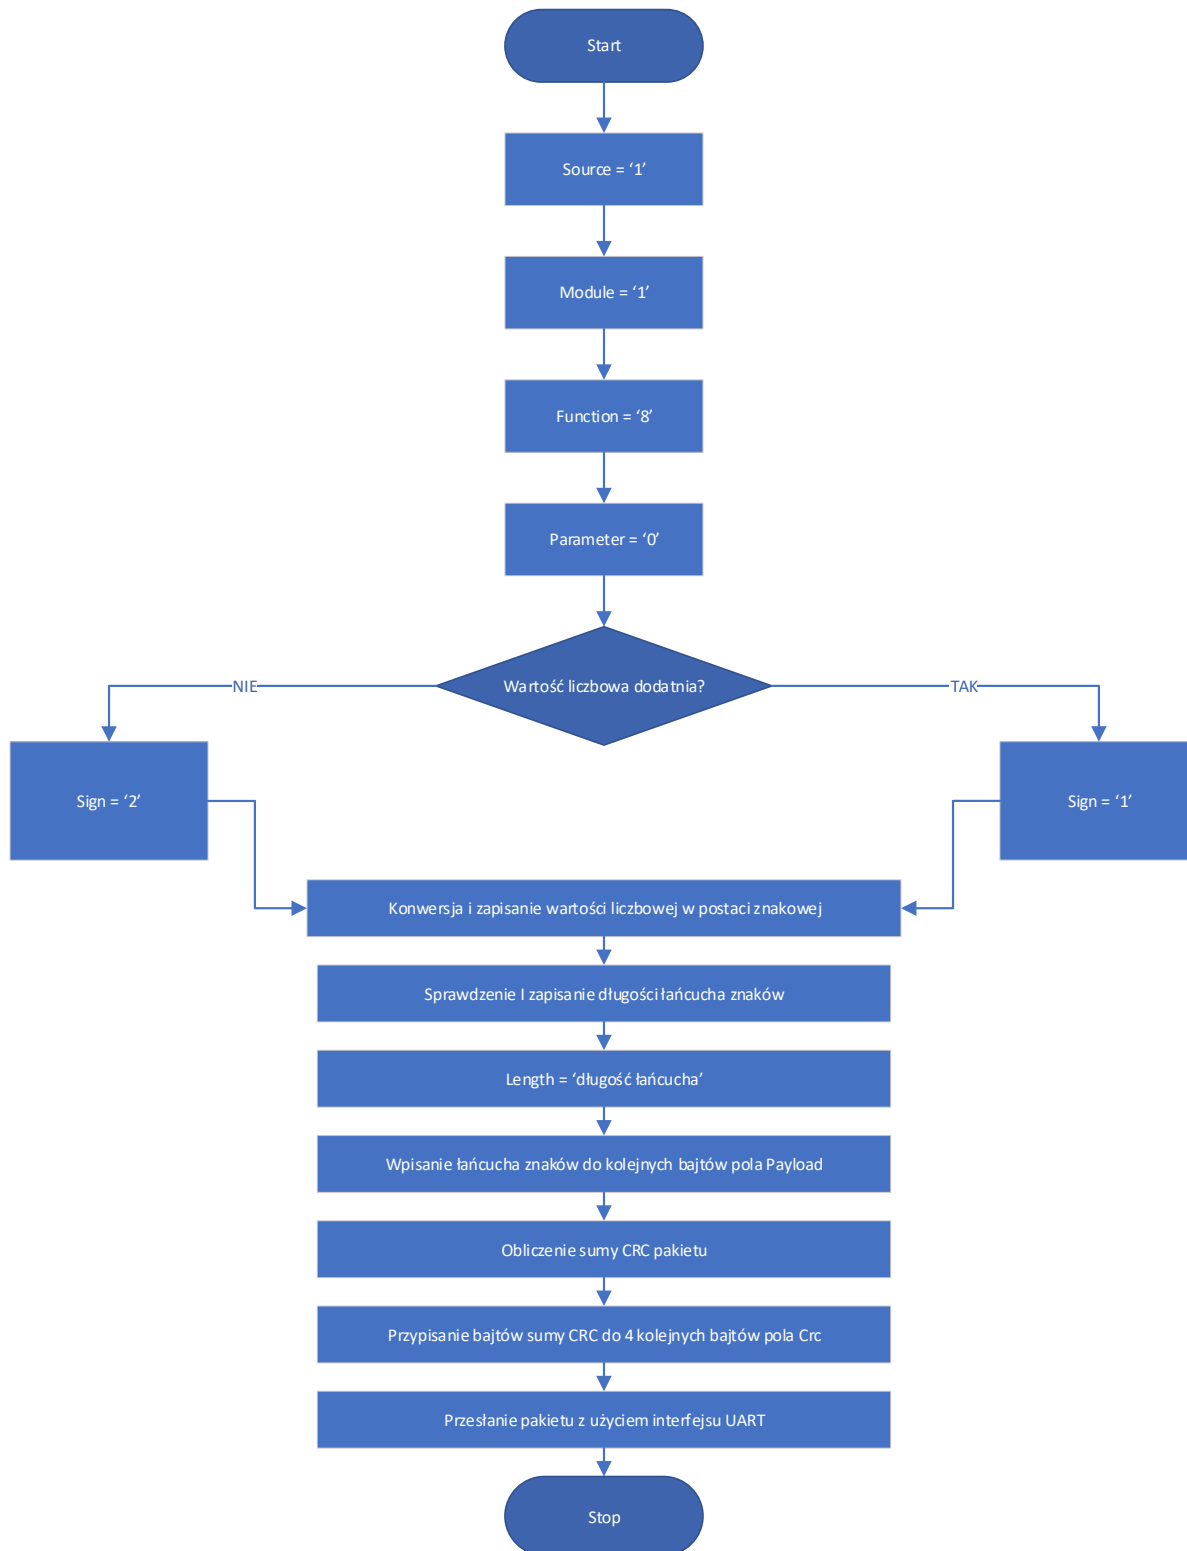 Start
Source = ‘1’
Module = ‘1’
Function = ‘8’
Parameter = ‘0’
Wartość liczbowa dodatnia?
NIE
TAK
Sign = ‘2’
Sign = ‘1’
Konwersja i zapisanie wartości liczbowej w postaci znakowej
Sprawdzenie I zapisanie długości łańcucha znaków
Length = ‘długość łańcucha’
Wpisanie łańcucha znaków do kolejnych bajtów pola Payload
Obliczenie sumy CRC pakietu
Przypisanie bajtów sumy CRC do 4 kolejnych bajtów pola Crc
Przesłanie pakietu z użyciem interfejsu UART
Stop